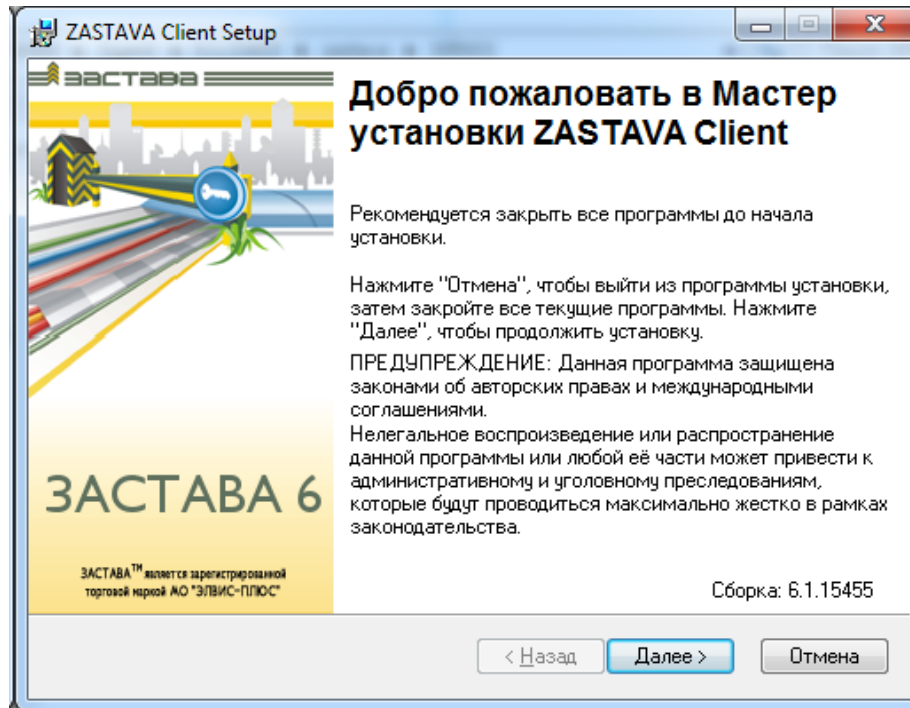 ZASTAVA Client Setup
застава
Добро пожаловать в Мастер
установки ZASTAVA Client
Рекомендуется закрыть все программы до начала
установки.
Нажмите "Отмена", чтобы выйти из программы установки,
затем закройте все текущие программы. Нажмите
"Далее", чтобы продолжить установку.
ПРЕДУПРЕЖДЕНИЕ: Данная программа защищена
законами об авторских правах и международными
соглашениями.
Нелегальное воспроизведение или распространение
данной программы или любой её части может привести к
административному и уголовному преследованиям,
которые будут проводиться максимально жестко в рамках
законодательства.
ЗАСТАВА 6
ЗАСТАВА™ является зарегистрированной
торговой маркой АО "ЭЛВИС-ПЛЮС"
Сборка: 6.1.15455
< Назад
Далее >
Отмена